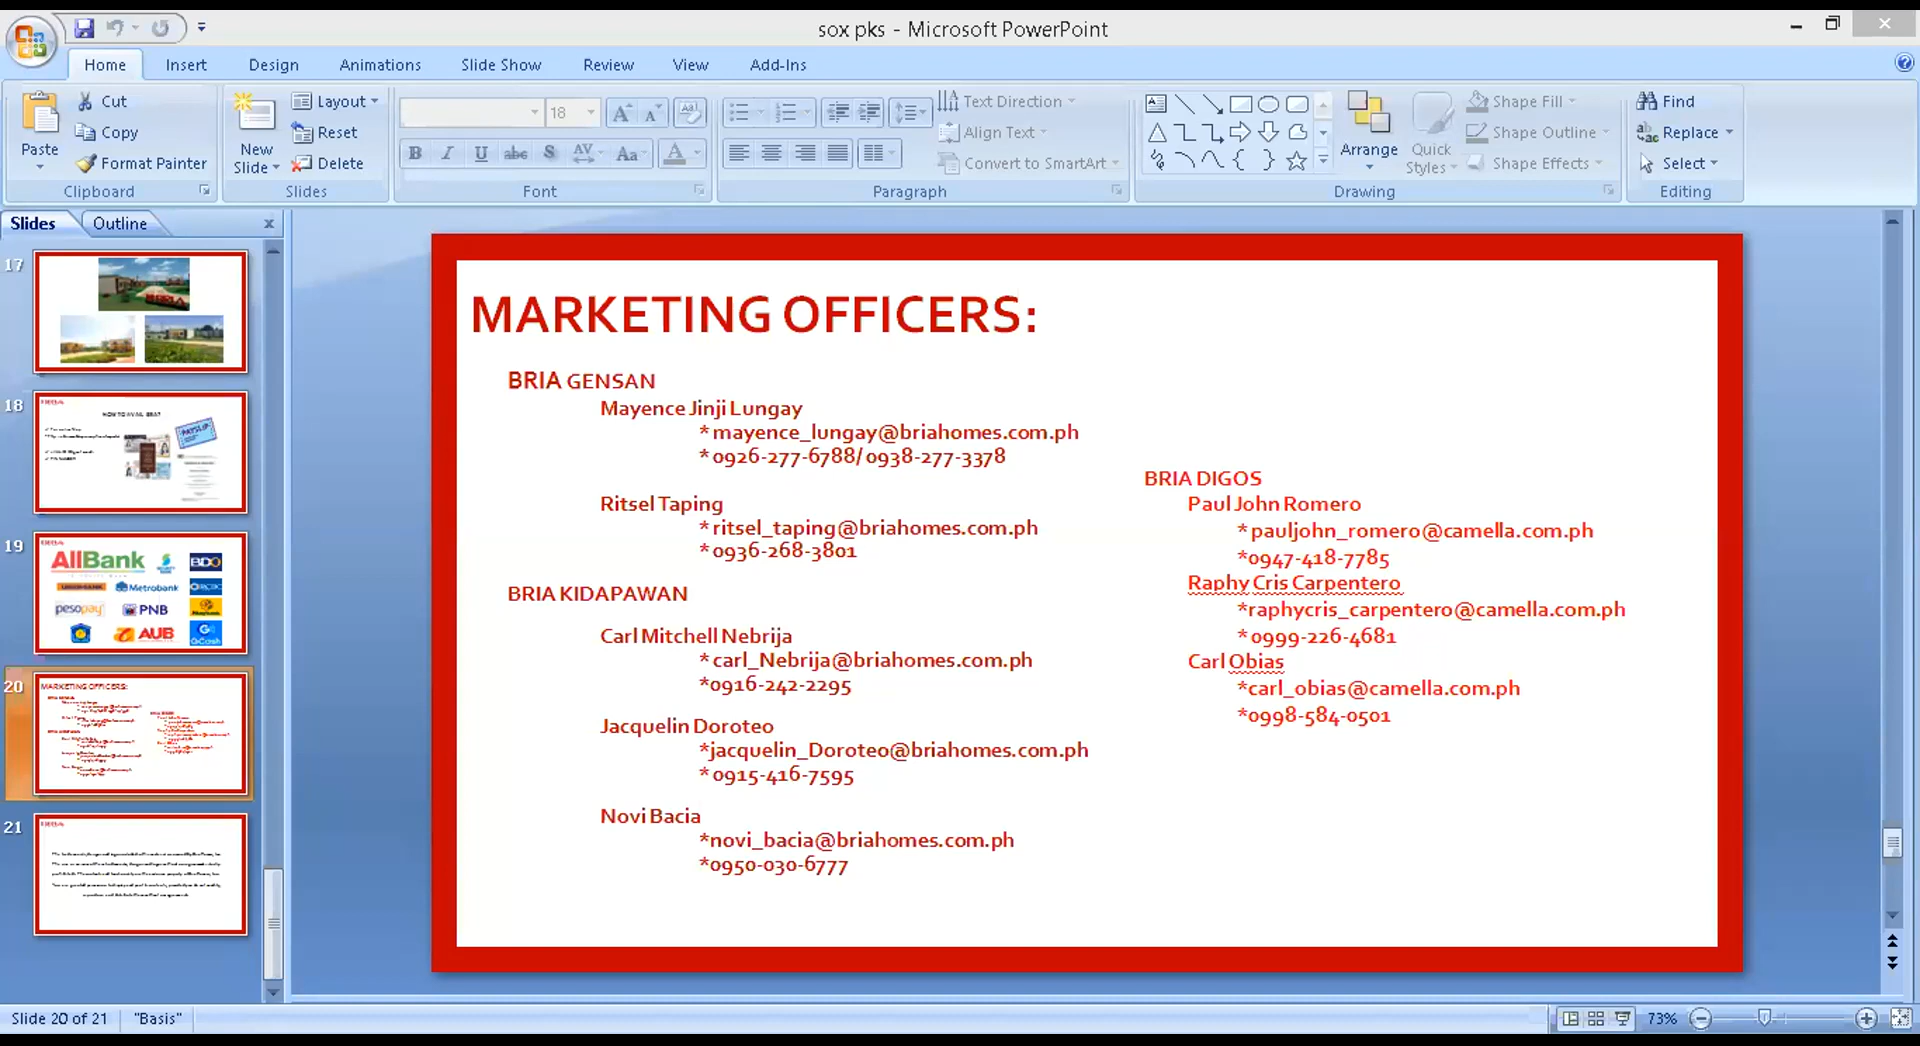 sox pks - Microsoft PowerPoint
Home Insert Design Animations Slide Show Review View Add-Ins
Paste
Cut
Copy
Format Painter
Clipboard
New Slide
Layout
Reset
Delete
Slides
18
B I U abc S AV Aa A
Font
Text Direction
Align Text
Convert to SmartArt
Paragraph
Arrange
Quick Styles
Shape Fill
Shape Outline
Shape Effects
Drawing
Find
Replace
Select
Editing
Slides Outline
17
18
PAYSLIP
19
AllBank
BDO
Metrobank
pesopay
PNB
AUB
GCash
20
MARKETING OFFICERS:
21
MARKETING OFFICERS:
BRIA GENSAN
Mayence Jinji Lungay
*mayence_lungay@briahomes.com.ph
*0926-277-6788/0938-277-3378
Ritsel Taping
*ritsel_taping@briahomes.com.ph
*0936-268-3801
BRIA KIDAPAWAN
Carl Mitchell Nebrija
*carl_Nebrija@briahomes.com.ph
*0916-242-2295
Jacquelin Doroteo
*jacquelin_Doroteo@briahomes.com.ph
*0915-416-7595
Novi Bacia
*novi_bacia@briahomes.com.ph
*0950-030-6777
BRIA DIGOS
Paul John Romero
*pauljohn_romero@camella.com.ph
*0947-418-7785
Raphy Cris Carpentero
*raphycris_carpentero@camella.com.ph
*0999-226-4681
Carl Obias
*carl_obias@camella.com.ph
*0998-584-0501
Slide 20 of 21 "Basis" 73%